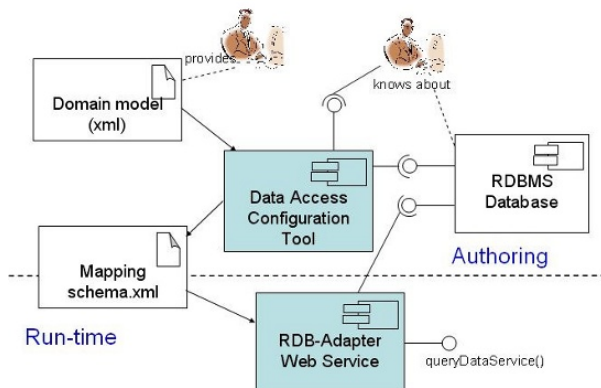 provides
knows about
Domain model
(xml)
Data Access
Configuration
Tool
RDBMS
Database
Authoring
Mapping
schema.xml
Run-time
RDB-Adapter
Web Service
queryDataService()